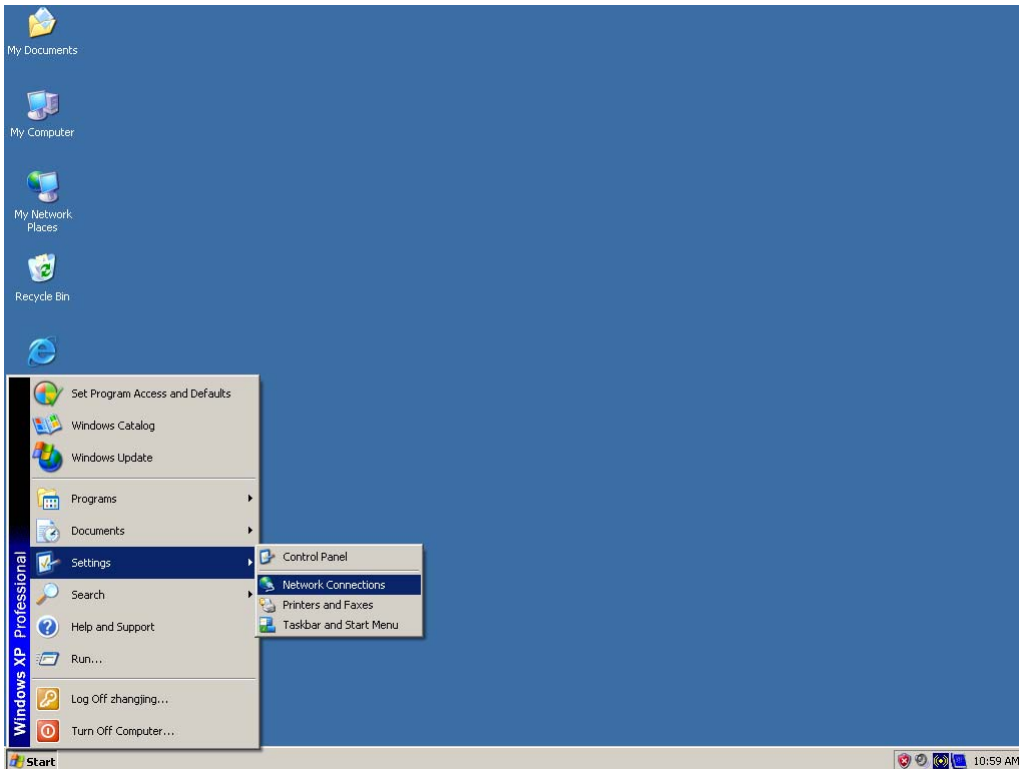 My Documents
My Computer
My Network
Places
Recycle Bin
Set Program Access and Defaults
Windows Catalog
Windows Update
Programs
Documents
Settings
Search
Help and Support
Run...
Log Off zhangjing...
Turn Off Computer...
Windows XP Professional
Control Panel
Network Connections
Printers and Faxes
Taskbar and Start Menu
Start
10:59 AM